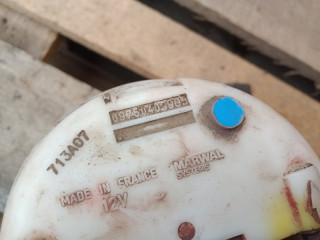 713A07
MADE IN FRANCE
12V
MARWAL
SYSTEMS